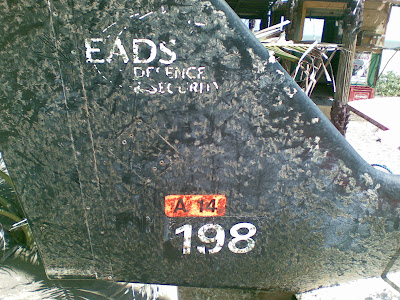 EADS
DEFENCE
& SECURITY
A 14
198